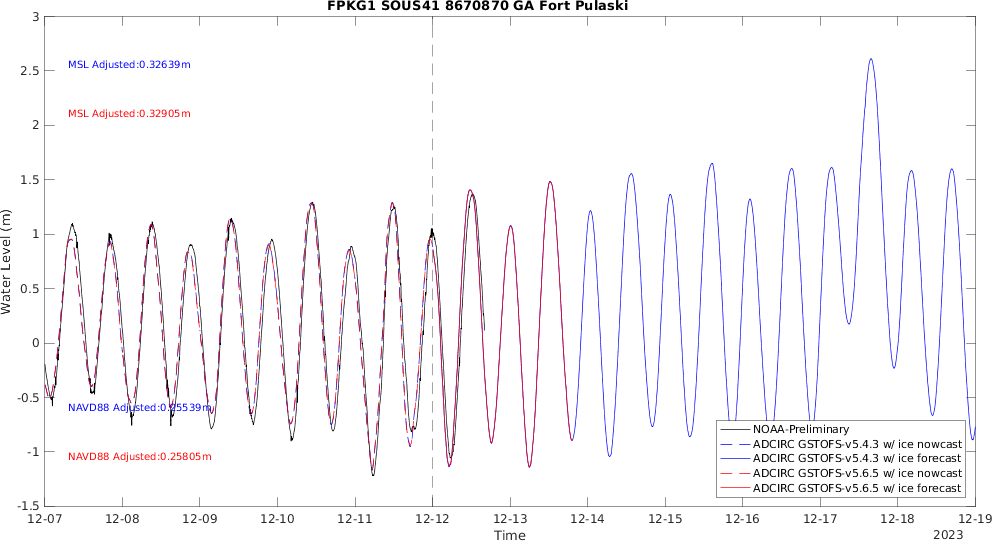 FPKG1 SOUS41 8670870 GA Fort Pulaski
3
2.5
2
1.5
1
0.5
0
-0.5
-1
-1.5
Water Level (m)
MSL Adjusted:0.32639m
MSL Adjusted:0.32905m
NAVD88 Adjusted:0.25539m
NAVD88 Adjusted:0.25805m
NOAA-Preliminary
ADCIRC GSTOFS-v5.4.3 w/ ice nowcast
ADCIRC GSTOFS-v5.4.3 w/ ice forecast
ADCIRC GSTOFS-v5.6.5 w/ ice nowcast
ADCIRC GSTOFS-v5.6.5 w/ ice forecast
12-07 12-08 12-09 12-10 12-11 12-12 12-13 12-14 12-15 12-16 12-17 12-18 12-19
Time
2023